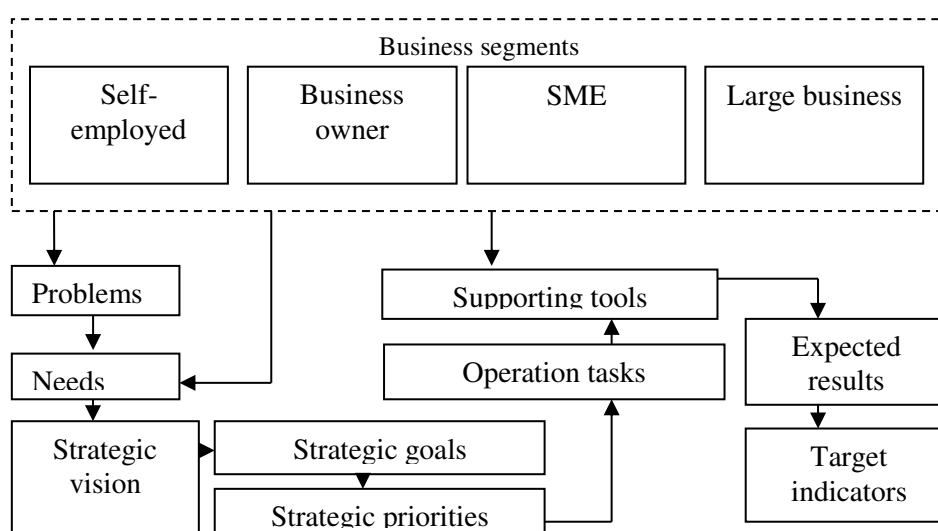 Business segments
Self-
employed
Business
owner
SME
Large business
Problems
Needs
Strategic
vision
Supporting tools
Operation tasks
Strategic goals
Strategic priorities
Expected
results
Target
indicators